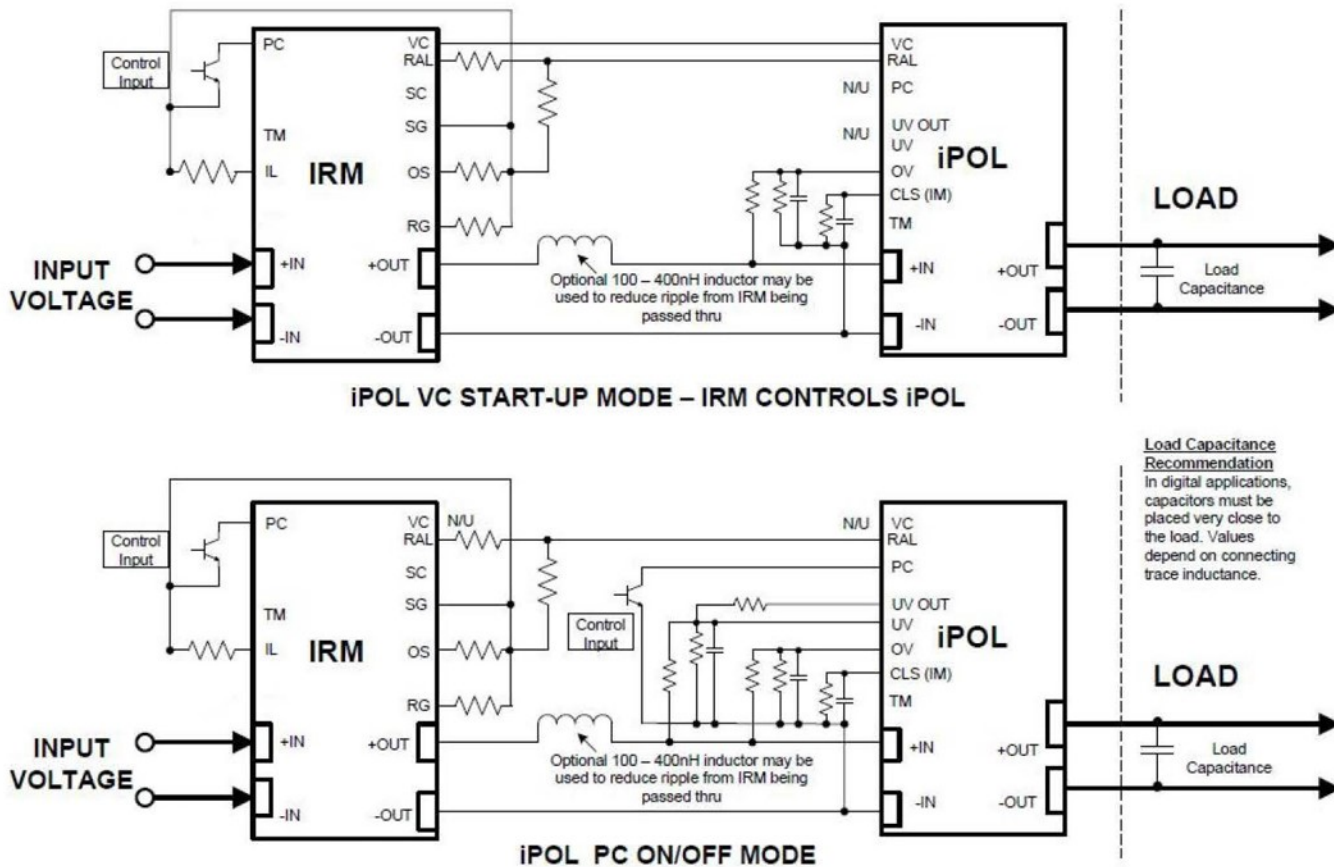 PC
Control
Input
TM
IL
IRM
VC
RAL
SC
SG
OS
RG
INPUT
VOLTAGE
+IN
-IN
+OUT
-OUT
Optional 100 – 400nH inductor may be
used to reduce ripple from IRM being
passed thru
VC
RAL
N/U PC
UV OUT
N/U
UV
iPOL
OV
CLS (IM)
TM
+IN
+OUT
-IN
-OUT
LOAD
Load
Capacitance
iPOL VC START-UP MODE – IRM CONTROLS iPOL
Load Capacitance
Recommendation
In digital applications,
capacitors must be
placed very close to
the load. Values
depend on connecting
trace inductance.
PC
Control
Input
TM
IL
IRM
VC N/U
RAL
SC
SG
OS
RG
INPUT
VOLTAGE
+IN
-IN
+OUT
-OUT
Control
Input
Optional 100 – 400nH inductor may be
used to reduce ripple from IRM being
passed thru
N/U VC
RAL
PC
UV OUT
UV
iPOL
OV
CLS (IM)
TM
+IN
+OUT
-IN
-OUT
LOAD
Load
Capacitance
iPOL PC ON/OFF MODE